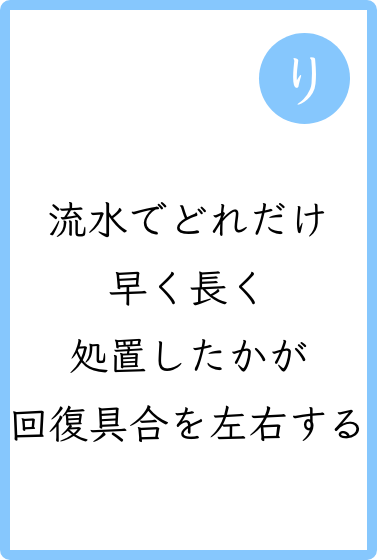 り
流水でどれだけ
早く長く
処置したかが
回復具合を左右する